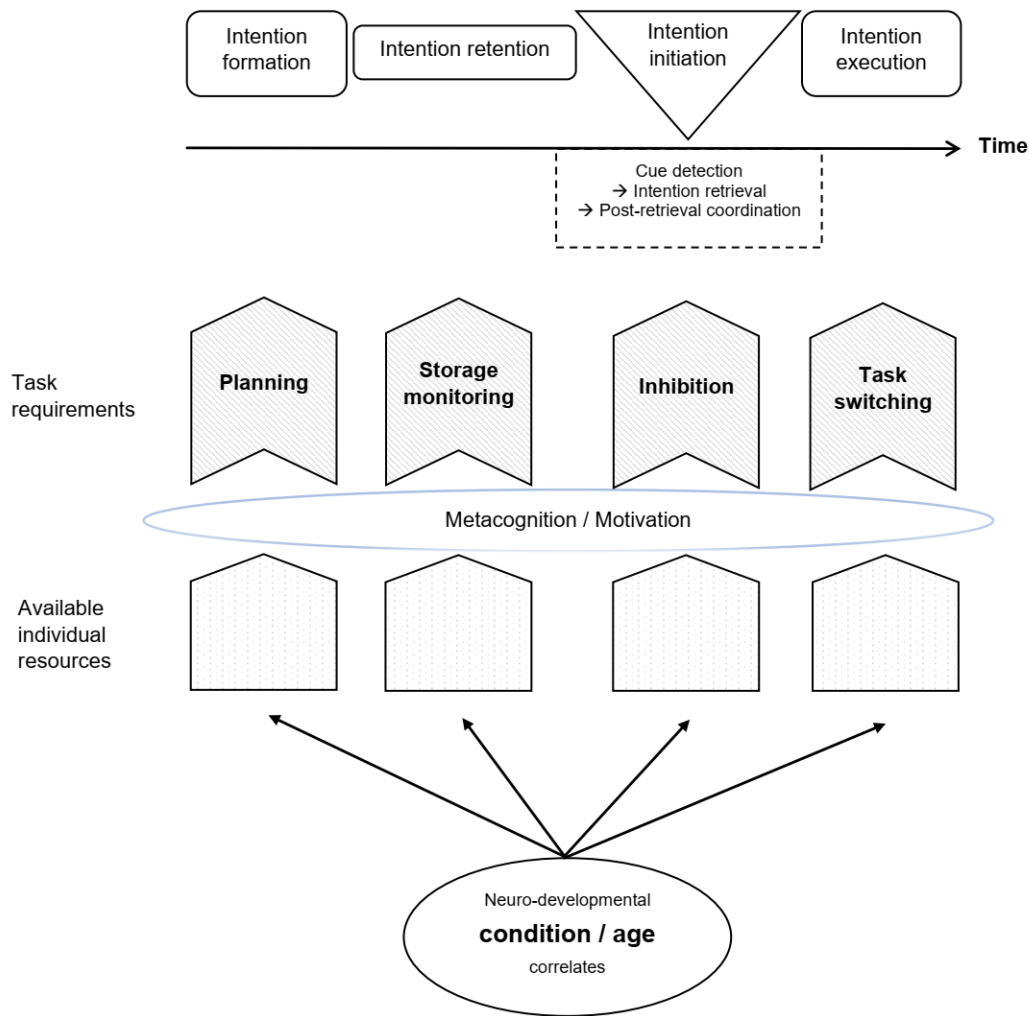 Intention
formation
Intention retention
Intention
initiation
Intention
execution
Time
Cue detection
→ Intention retrieval
→ Post-retrieval coordination
Task
requirements
Planning
Storage
monitoring
Inhibition
Task
switching
Metacognition / Motivation
Available
individual
resources
Neuro-developmental
condition / age
correlates